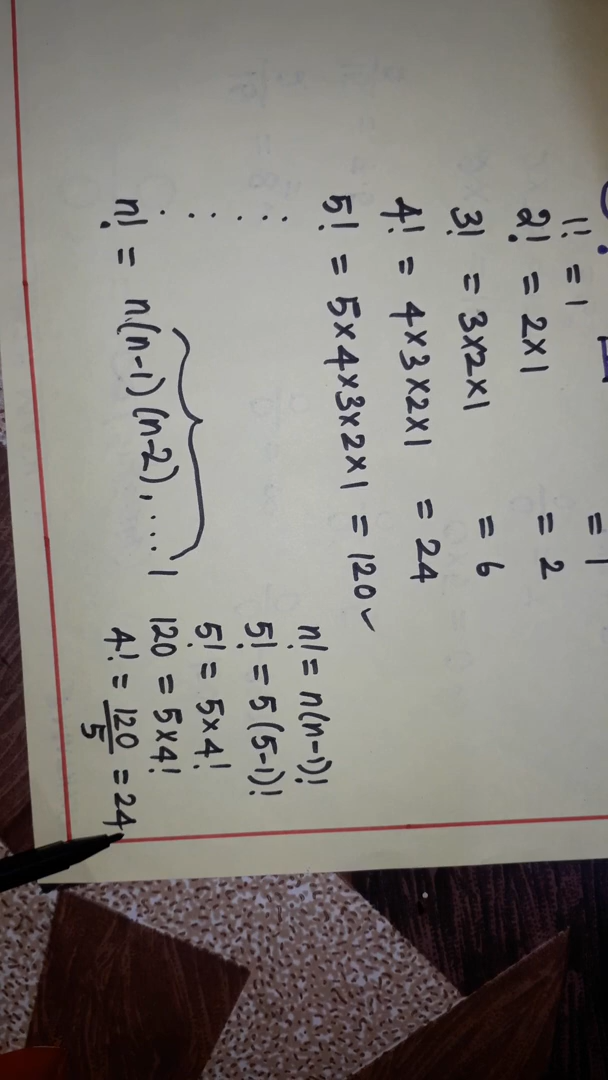 1! = 1 = 1
2! = 2×1 = 2
3! = 3×2×1 = 6
4! = 4×3×2×1 = 24
5! = 5×4×3×2×1 = 120 ✓
.
.
.
.
.
n! = n(n-1)(n-2),....1
n! = n(n-1)!
5! = 5(5-1)!
5! = 5×4!
120 = 5×4!
4! = 120/5 = 24